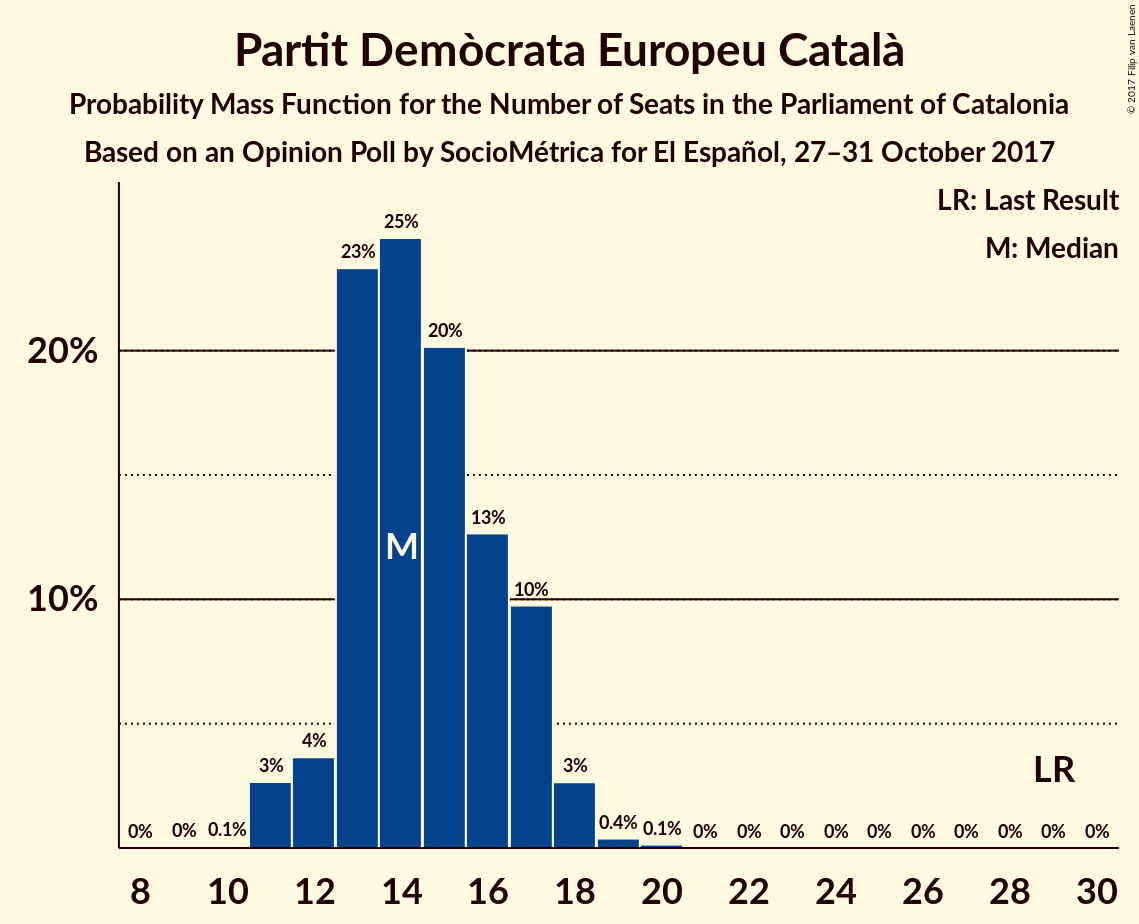 Partit Demòcrata Europeu Català
Probability Mass Function for the Number of Seats in the Parliament of Catalonia
Based on an Opinion Poll by SocioMétrica for El Español, 27–31 October 2017
© 2017 Filip van Laenen
LR: Last Result
M: Median
25%
23%
20%
20%
13%
M
10%
10%
4%
3%
3%
LR
0%
0%
0.1%
0.4%
0.1%
0%
0%
0%
0%
0%
0%
0%
0%
0%
0%
8 10 12 14 16 18 20 22 24 26 28 30